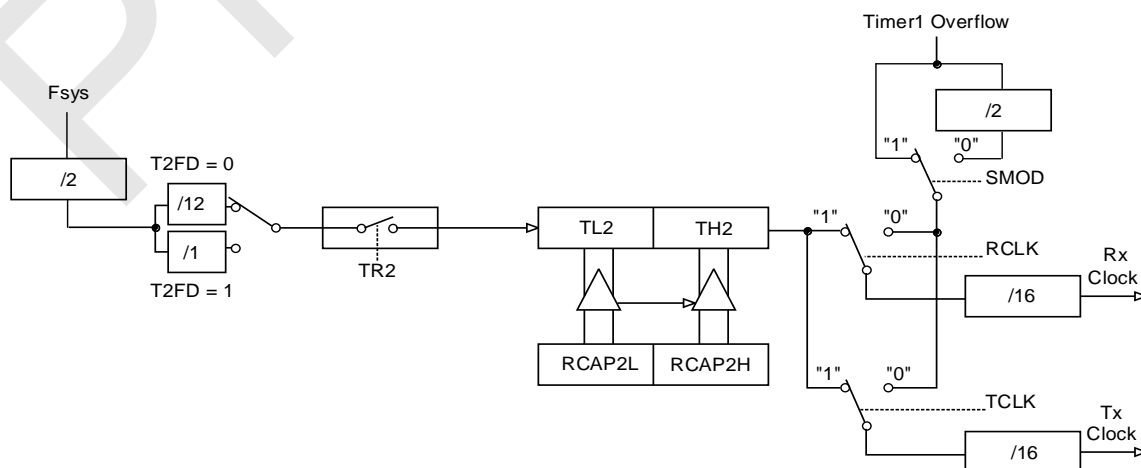 Timer1 Overflow
Fsys
/2
/2
T2FD = 0
"1"
"0"
SMOD
/12
/1
T2FD = 1
TR2
TL2
TH2
"1"
"0"
RCLK
Rx
Clock
/16
RCAP2L
RCAP2H
"1"
"0"
TCLK
Tx
Clock
/16